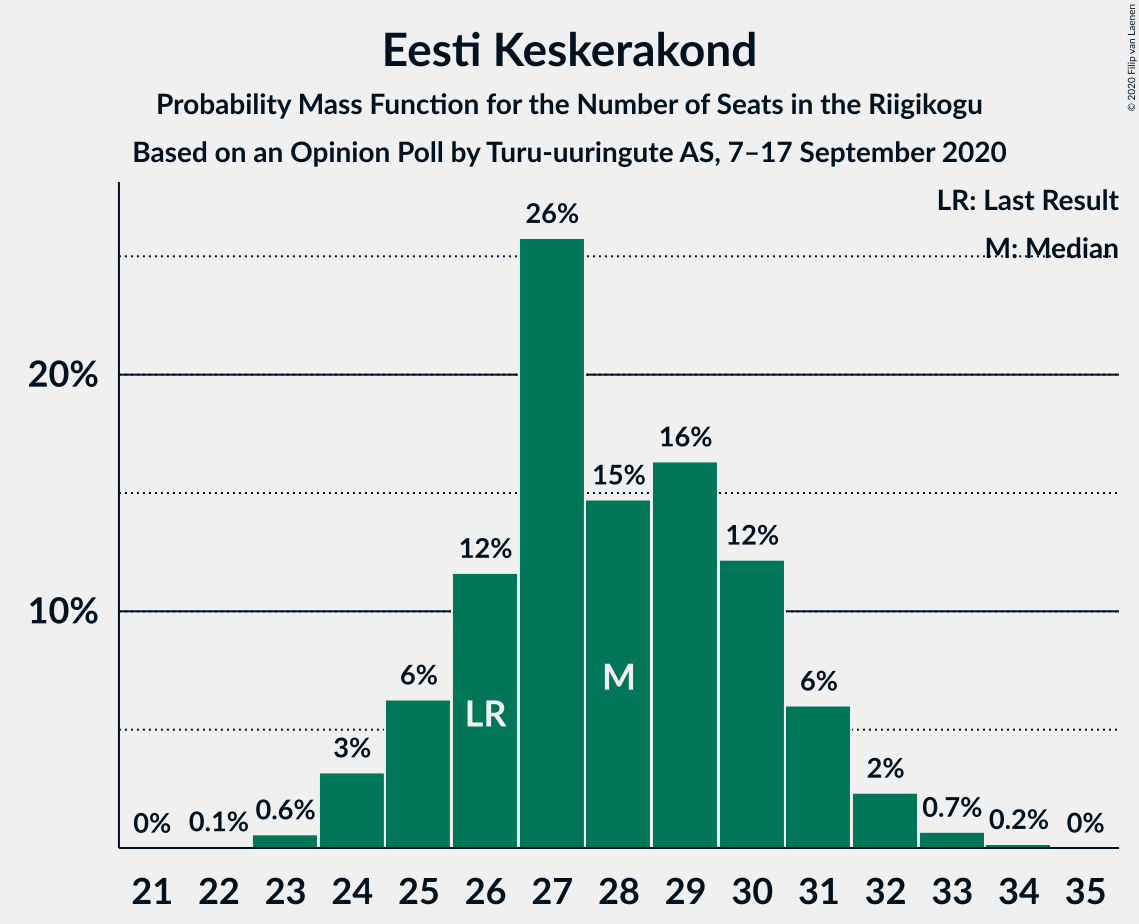 Eesti Keskerakond
Probability Mass Function for the Number of Seats in the Riigikogu
Based on an Opinion Poll by Turu-uuringute AS, 7–17 September 2020
© 2020 Filip van Laenen
LR: Last Result
M: Median
20%
10%
0% 0.1% 0.6% 3% 6% 12% 26% 15% 16% 12% 6% 2% 0.7% 0.2% 0%
LR M
21 22 23 24 25 26 27 28 29 30 31 32 33 34 35